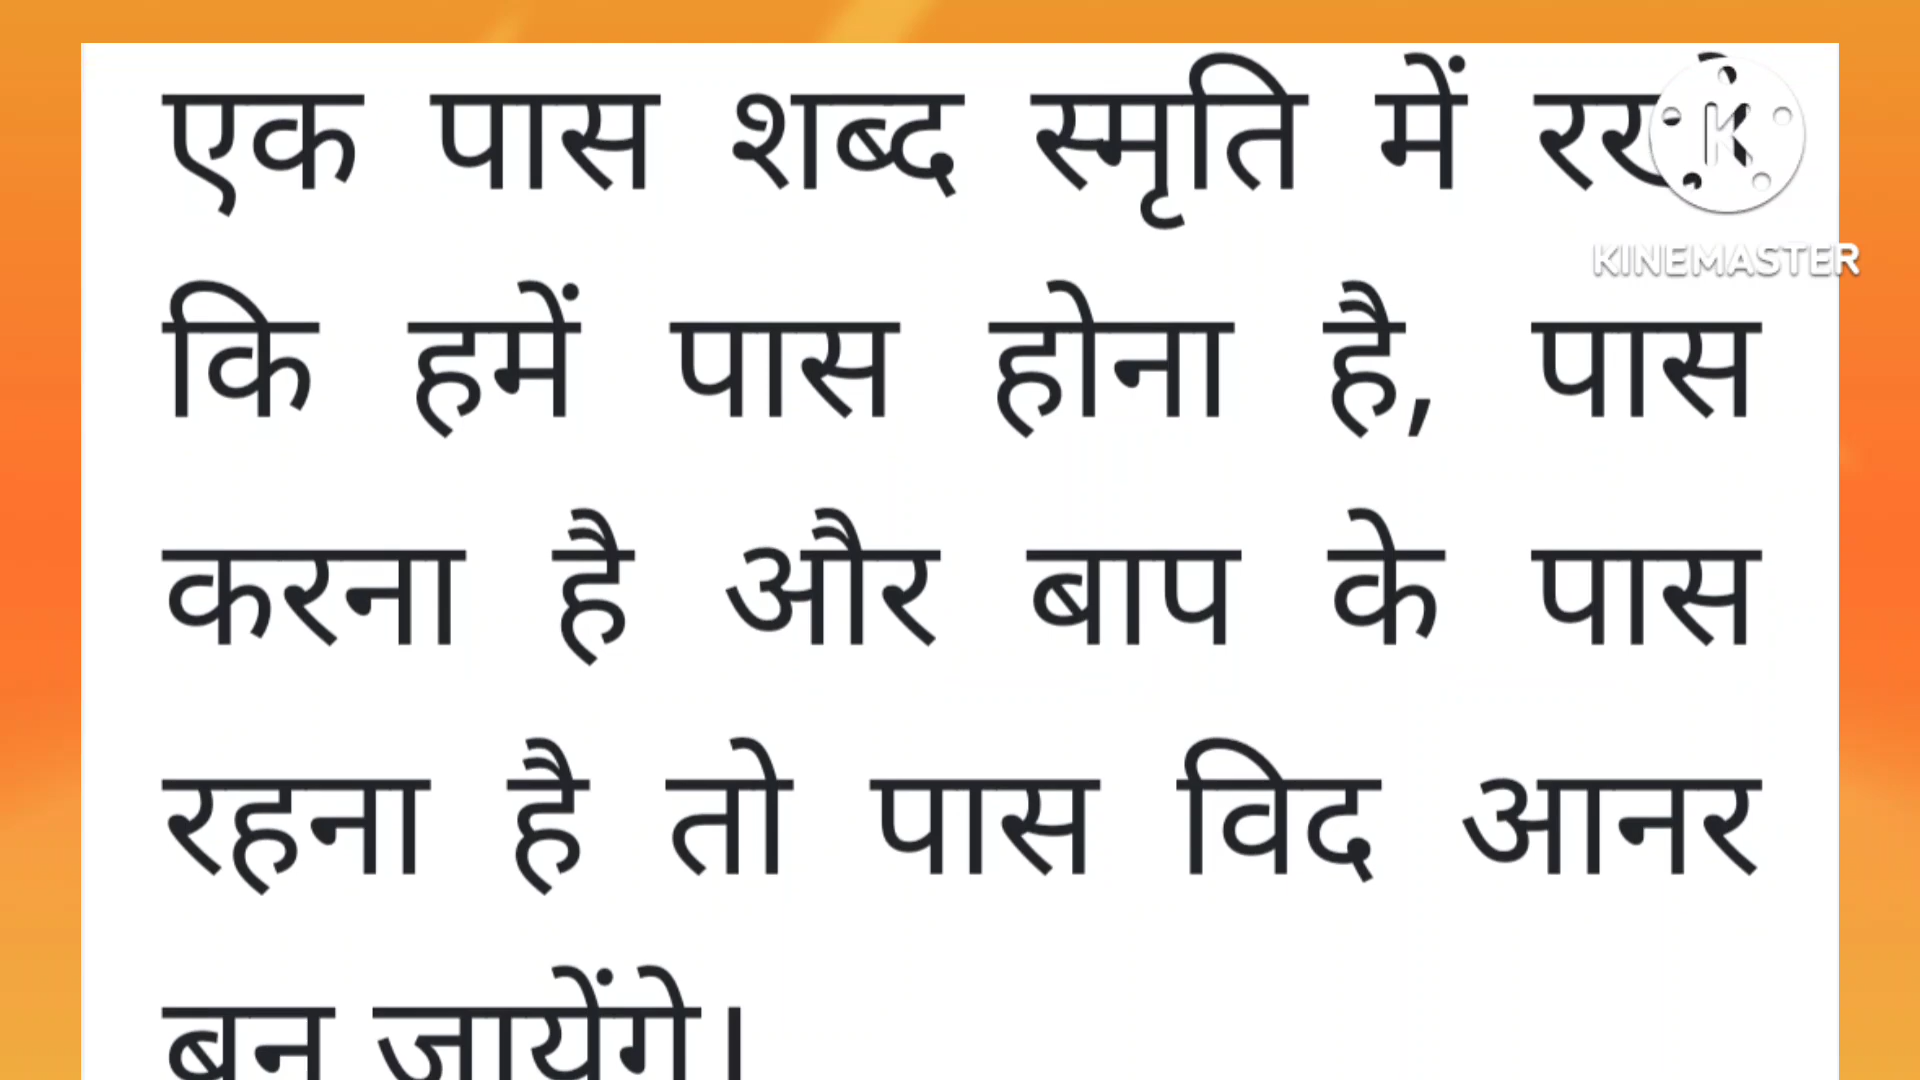 एक पास शब्द स्मृति में
K
KINEMASTER
कि हमें पास होना है, पास
करना है और बाप के पास
रहना है तो पास विद आनर
बन जायेंगे।